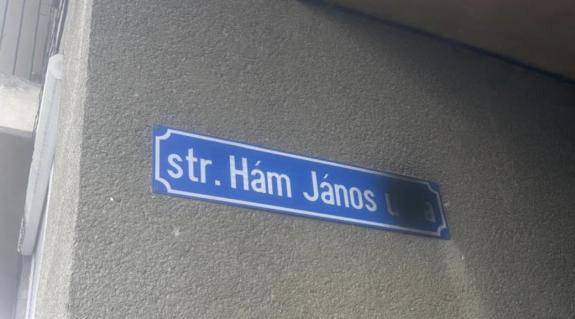 str. Hám János